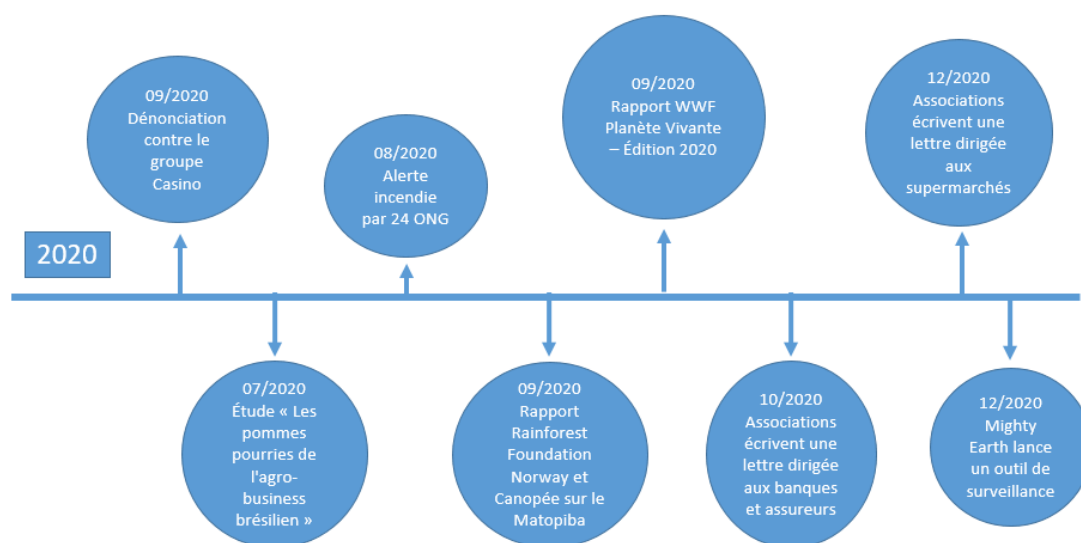 09/2020
Dénonciation
contre le
groupe
Casino
08/2020
Alerte
incendie
par 24 ONG
09/2020
Rapport WWF
Planète Vivante
– Édition 2020
12/2020
Associations
écrivent une
lettre dirigée
aux
supermarchés
2020
07/2020
Étude « Les
pommes
pourries de
l'agro-
business
brésilien »
09/2020
Rapport
Rainforest
Foundation
Norway et
Canopée sur le
Matopiba
10/2020
Associations
écrivent une
lettre dirigée
aux banques
et assureurs
12/2020
Mighty
Earth lance
un outil de
surveillance